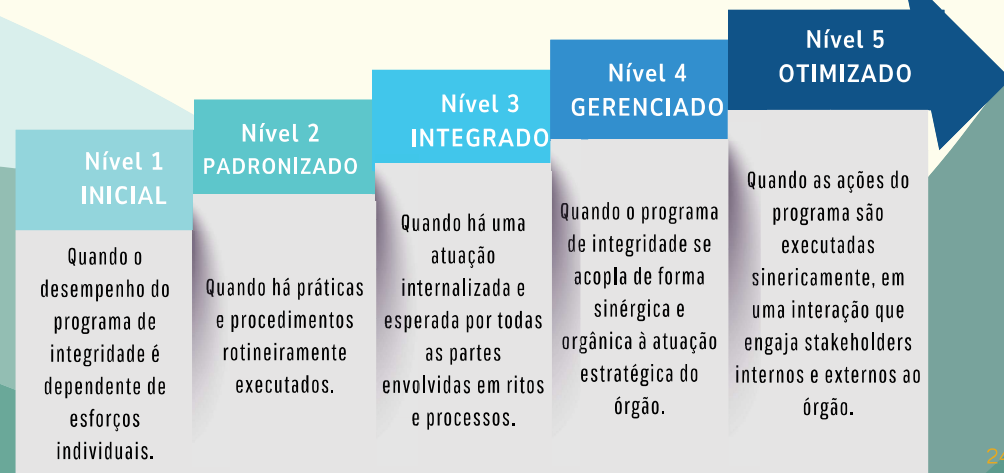 Nível 1
INICIAL
Quando o
desempenho do
programa de
integridade é
dependente de
esforços
individuais.
Nível 2
PADRONIZADO
Quando há práticas
e procedimentos
rotineiramente
executados.
Nível 3
INTEGRADO
Quando há uma
atuação
internalizada e
esperada por todas
as partes
envolvidas em ritos
e processos.
Nível 4
GERENCIADO
Quando o programa
de integridade se
acopla de forma
sinérgica e
orgânica à atuação
estratégica do
órgão.
Nível 5
OTIMIZADO
Quando as ações do
programa são
executadas
sinericamente, em
uma interação que
engaja stakeholders
internos e externos ao
órgão.